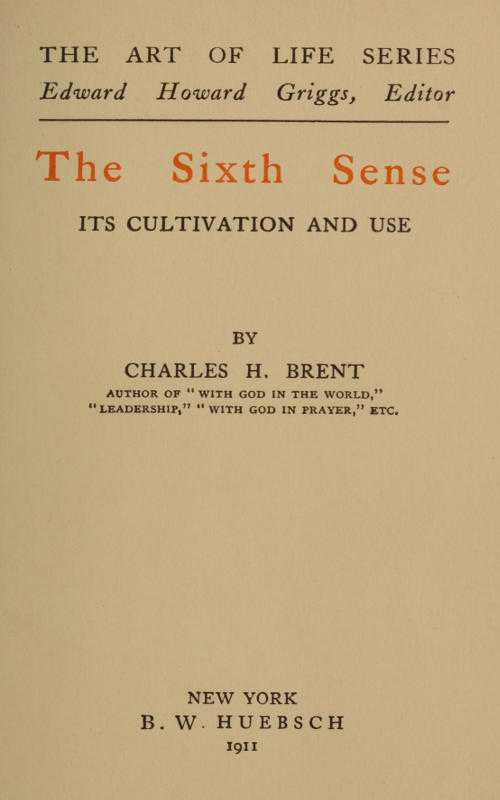 THE ART OF LIFE SERIES
Edward Howard Griggs, Editor
The Sixth Sense
ITS CULTIVATION AND USE
BY
CHARLES H. BRENT
AUTHOR OF "WITH GOD IN THE WORLD,"
"LEADERSHIP," "WITH GOD IN PRAYER," ETC.
NEW YORK
B. W. HUEBSCH
1911